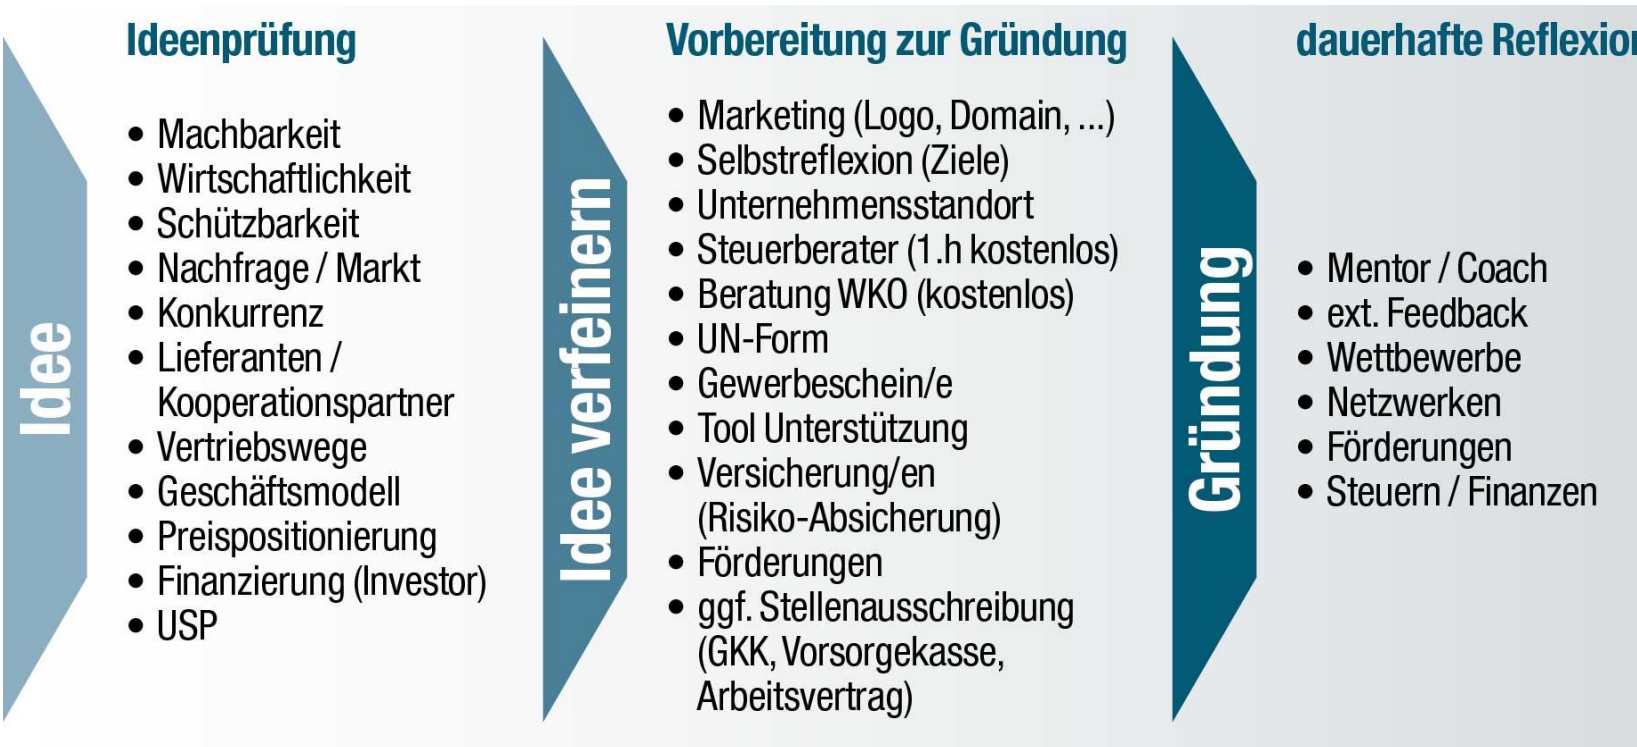 Idee
Ideenprüfung
• Machbarkeit
• Wirtschaftlichkeit
• Schützbarkeit
• Nachfrage / Markt
• Konkurrenz
• Lieferanten /
Kooperationspartner
• Vertriebswege
• Geschäftsmodell
• Preispositionierung
• Finanzierung (Investor)
• USP
Idee verfeinern
Vorbereitung zur Gründung
• Marketing (Logo, Domain, ...)
• Selbstreflexion (Ziele)
• Unternehmensstandort
• Steuerberater (1.h kostenlos)
• Beratung WKO (kostenlos)
• UN-Form
• Gewerbeschein/e
• Tool Unterstützung
• Versicherung/en
(Risiko-Absicherung)
• Förderungen
• ggf. Stellenausschreibung
(GKK, Vorsorgekasse,
Arbeitsvertrag)
Gründung
dauerhafte Reflexion
• Mentor / Coach
• ext. Feedback
• Wettbewerbe
• Netzwerken
• Förderungen
• Steuern / Finanzen